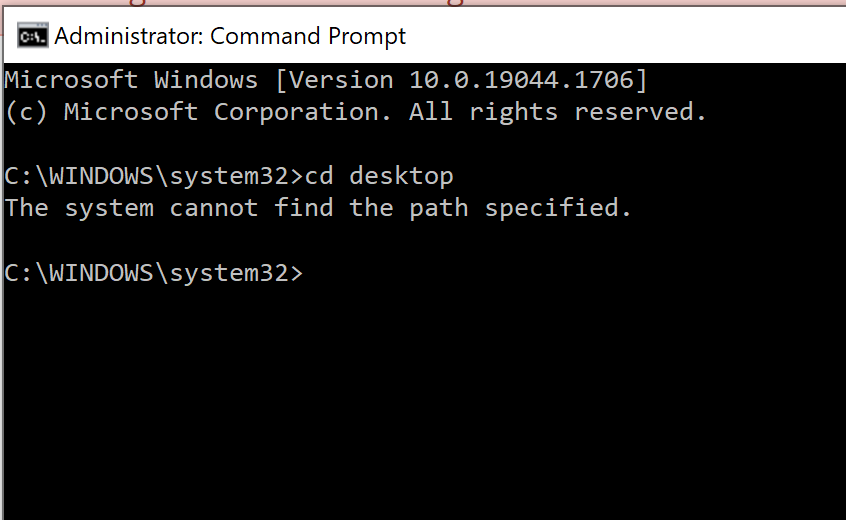 Administrator: Command Prompt
Microsoft Windows [Version 10.0.19044.1706]
(c) Microsoft Corporation. All rights reserved.
C:\WINDOWS\system32>cd desktop
The system cannot find the path specified.
C:\WINDOWS\system32>